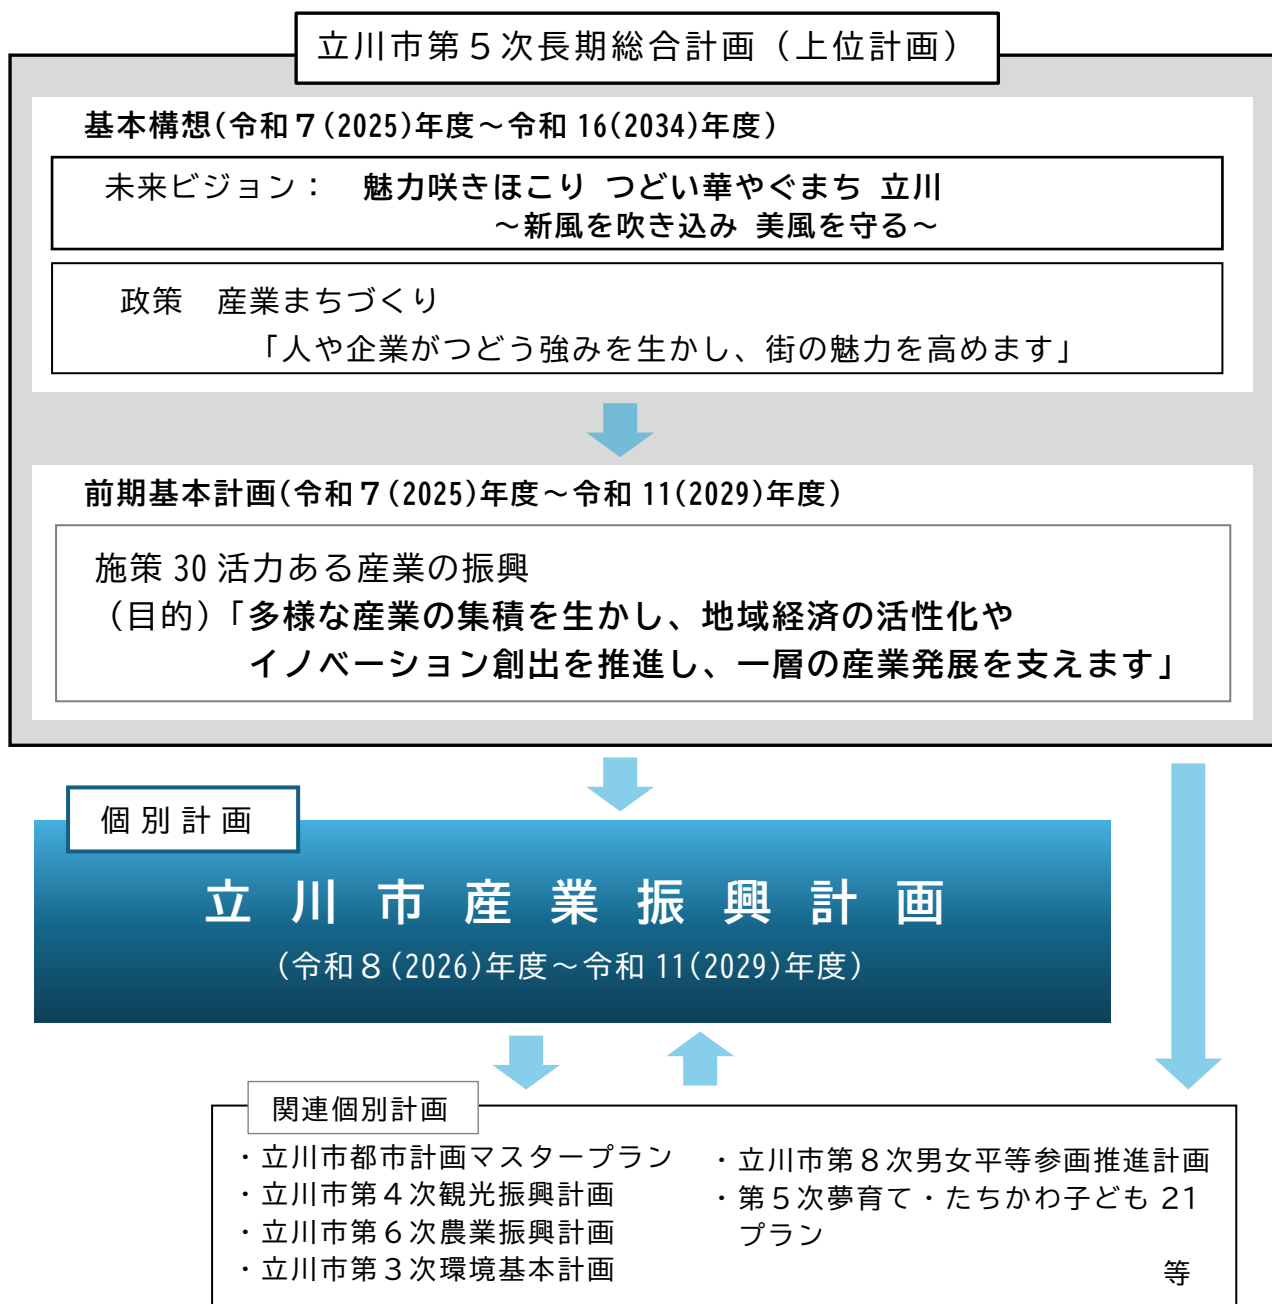 立川市第５次長期総合計画（上位計画）
基本構想(令和７(2025)年度～令和 16(2034)年度)
未来ビジョン：　魅力咲きほこり つどい華やぐまち 立川
～新風を吹き込み 美風を守る～
政策　産業まちづくり
「人や企業がつどう強みを生かし、街の魅力を高めます」
前期基本計画(令和７(2025)年度～令和 11(2029)年度)
施策 30 活力ある産業の振興
（目的）「多様な産業の集積を生かし、地域経済の活性化や
イノベーション創出を推進し、一層の産業発展を支えます」
個別計画
立川市産業振興計画
(令和８(2026)年度～令和 11(2029)年度)
関連個別計画
・立川市都市計画マスタープラン
・立川市第４次観光振興計画
・立川市第６次農業振興計画
・立川市第３次環境基本計画
・立川市第８次男女平等参画推進計画
・第５次夢育て・たちかわ子ども 21
プラン
等